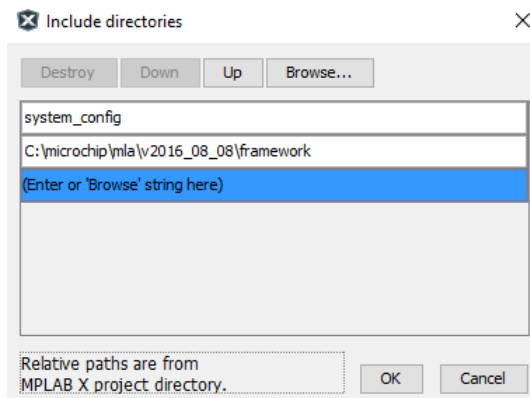 Include directories
Destroy Down Up Browse...
system_config
C:\microchip\mla\v2016_08_08\framework
(Enter or 'Browse' string here)
Relative paths are from
MPLAB X project directory.
OK Cancel